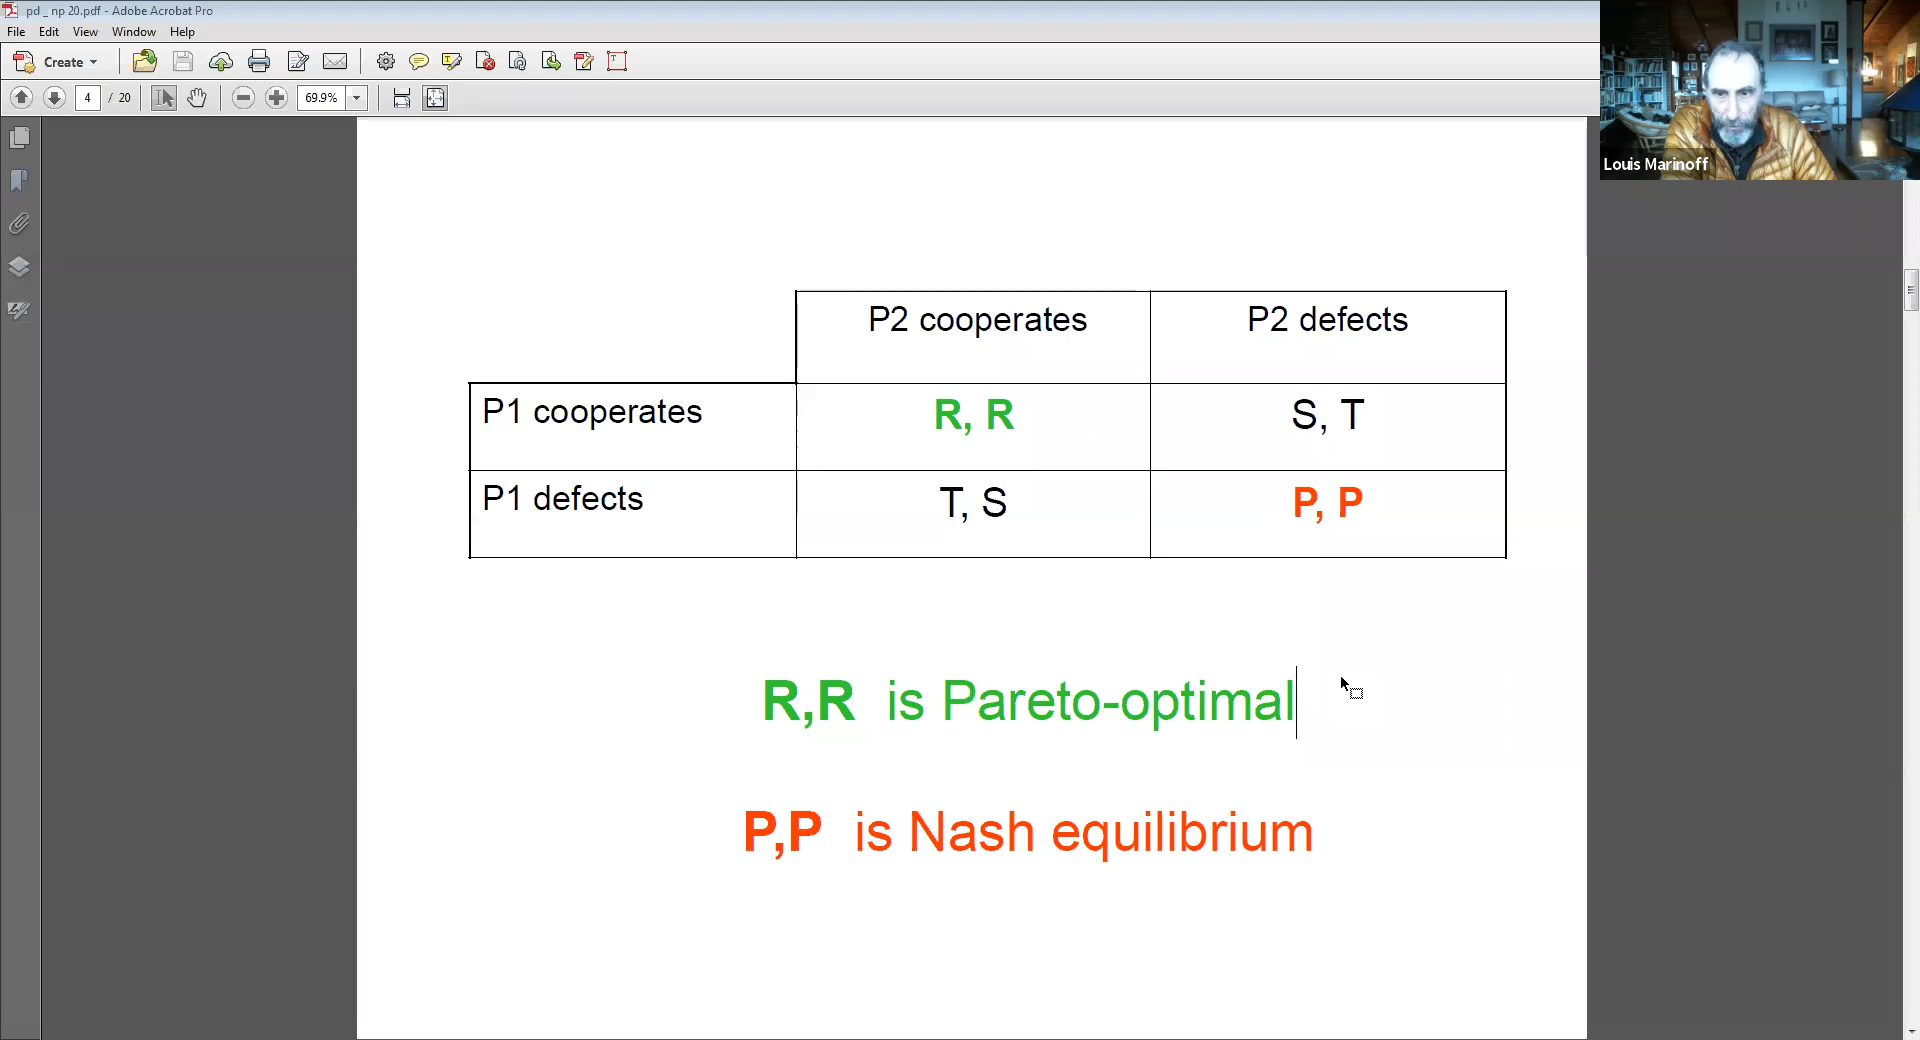 pd _ np 20.pdf - Adobe Acrobat Pro
File Edit View Window Help
Create
4 / 20 69.9%
Louis Marinoff
P2 cooperates P2 defects
P1 cooperates R, R S, T
P1 defects T, S P, P
R,R is Pareto-optimal
P,P is Nash equilibrium